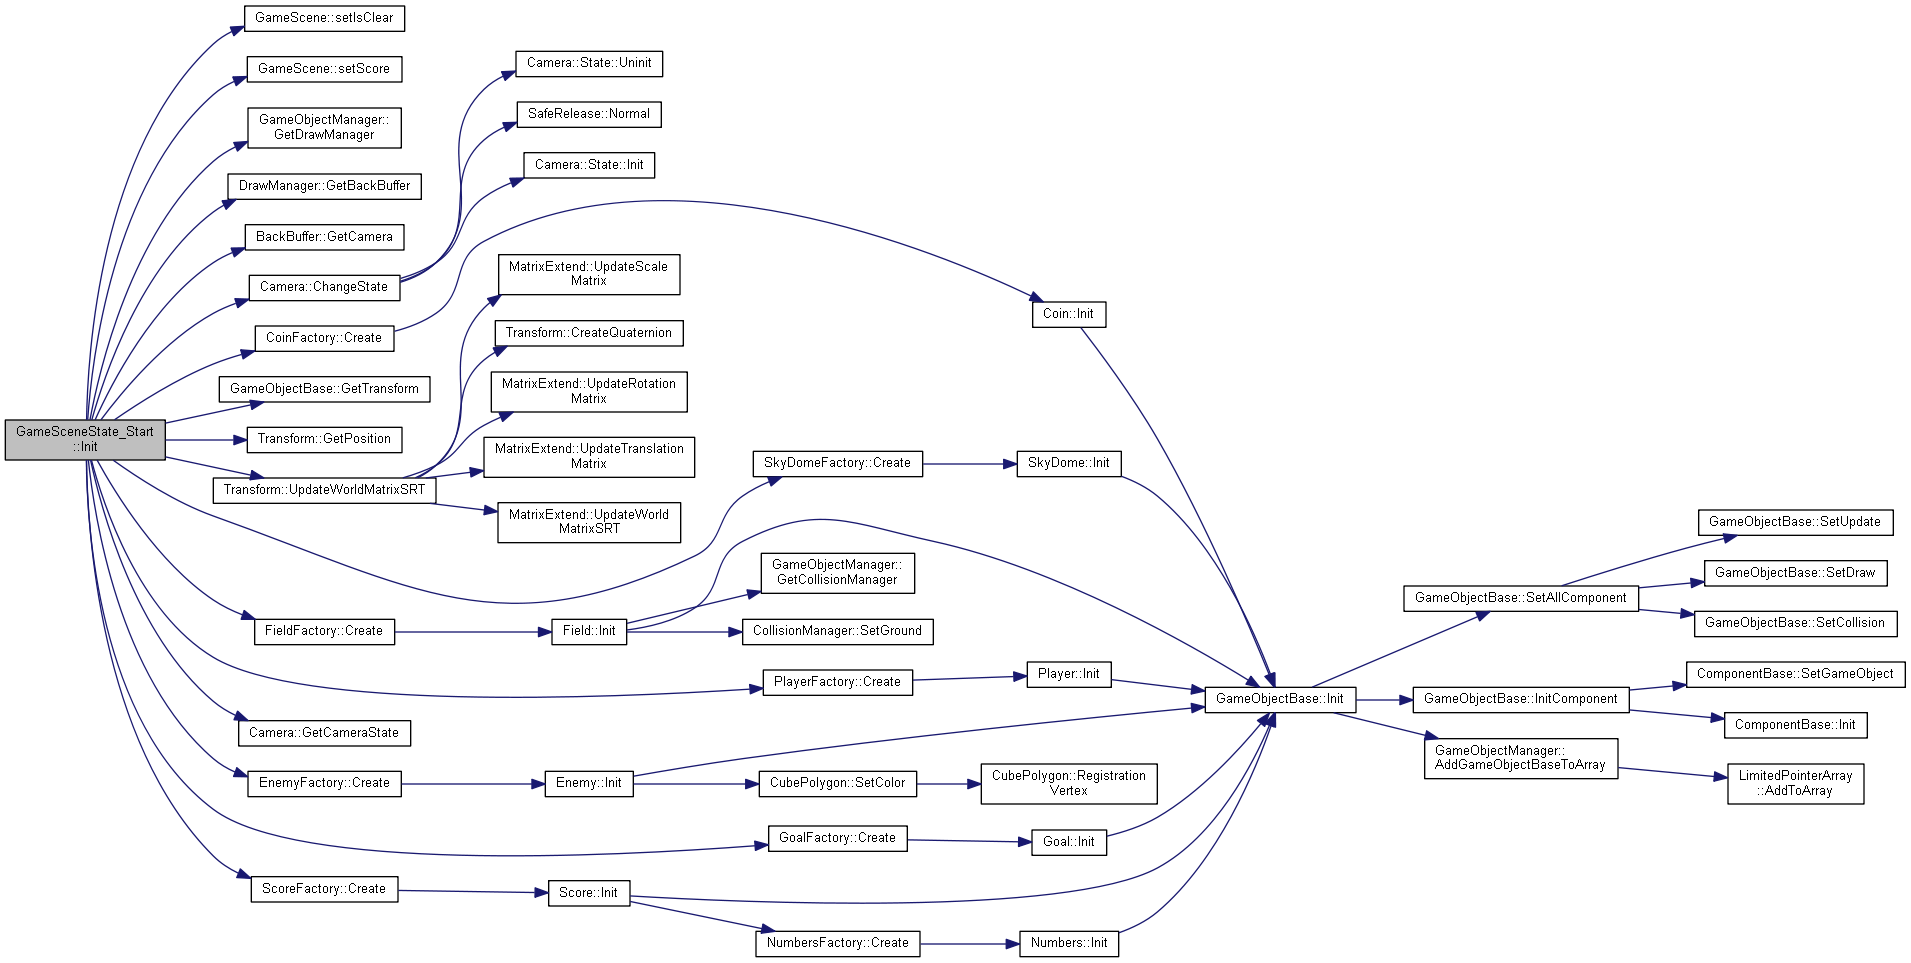 GameScene::setIsClear
GameScene::setScore
GameObjectManager::
GetDrawManager
DrawManager::GetBackBuffer
BackBuffer::GetCamera
Camera::ChangeState
CoinFactory::Create
GameObjectBase::GetTransform
GameSceneState_Start
::Init
Transform::GetPosition
Transform::UpdateWorldMatrixSRT
FieldFactory::Create
Camera::GetCameraState
EnemyFactory::Create
ScoreFactory::Create
Camera::State::Uninit
SafeRelease::Normal
Camera::State::Init
MatrixExtend::UpdateScale
Matrix
Transform::CreateQuaternion
MatrixExtend::UpdateRotation
Matrix
MatrixExtend::UpdateTranslation
Matrix
MatrixExtend::UpdateWorld
MatrixSRT
Field::Init
Enemy::Init
Score::Init
SkyDomeFactory::Create
GameObjectManager::
GetCollisionManager
CollisionManager::SetGround
PlayerFactory::Create
CubePolygon::SetColor
GoalFactory::Create
NumbersFactory::Create
Coin::Init
SkyDome::Init
Player::Init
CubePolygon::Registration
Vertex
Goal::Init
Numbers::Init
GameObjectBase::Init
GameObjectBase::SetAllComponent
GameObjectBase::InitComponent
GameObjectManager::
AddGameObjectBaseToArray
GameObjectBase::SetUpdate
GameObjectBase::SetDraw
GameObjectBase::SetCollision
ComponentBase::SetGameObject
ComponentBase::Init
LimitedPointerArray
::AddToArray